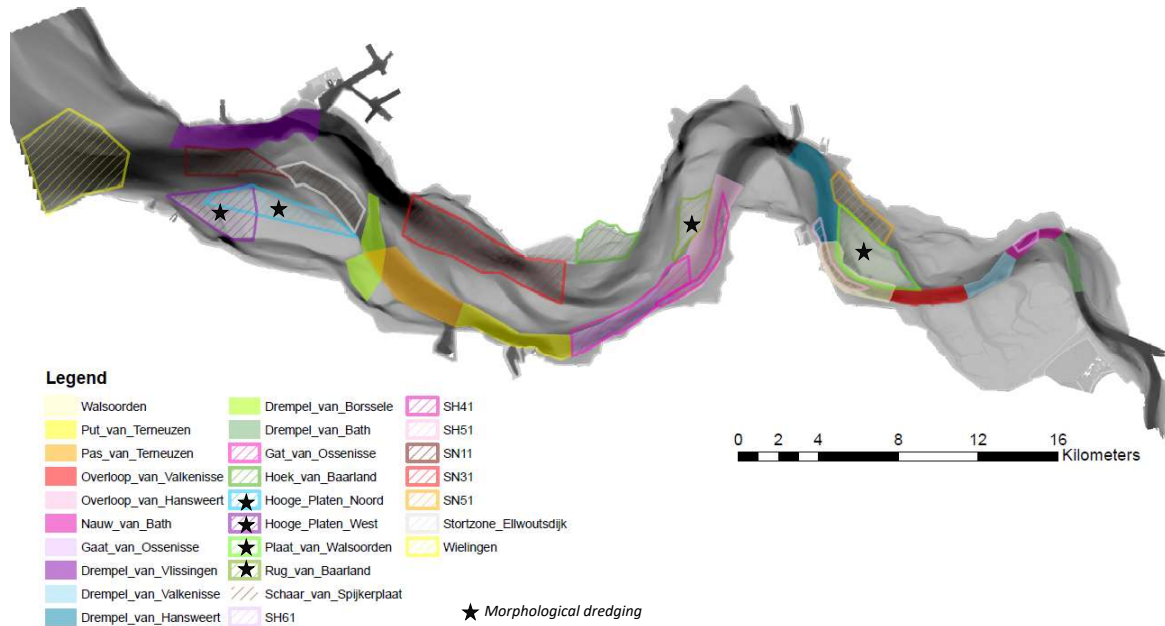 Legend
Walsoorden
Put_van_Terneuzen
Pas_van_Terneuzen
Overloop_van_Valkenisse
Overloop_van_Hansweert
Nauw_van_Bath
Gaat_van_Ossenisse
Drempel_van_Vlissingen
Drempel_van_Valkenisse
Drempel_van_Hansweert
Drempel_van_Borssele
Drempel_van_Bath
Gat_van_Ossenisse
Hoek_van_Baarland
Hooge_Platen_Noord
Hooge_Platen_West
Plaat_van_Walsoorden
Rug_van_Baarland
Schaar_van_Spijkerplaat
SH61
SH41
SH51
SN11
SN31
SN51
Stortzone_Ellwoutsdijk
Wielingen
0 2 4 8 12 16
Kilometers
Morphological dredging